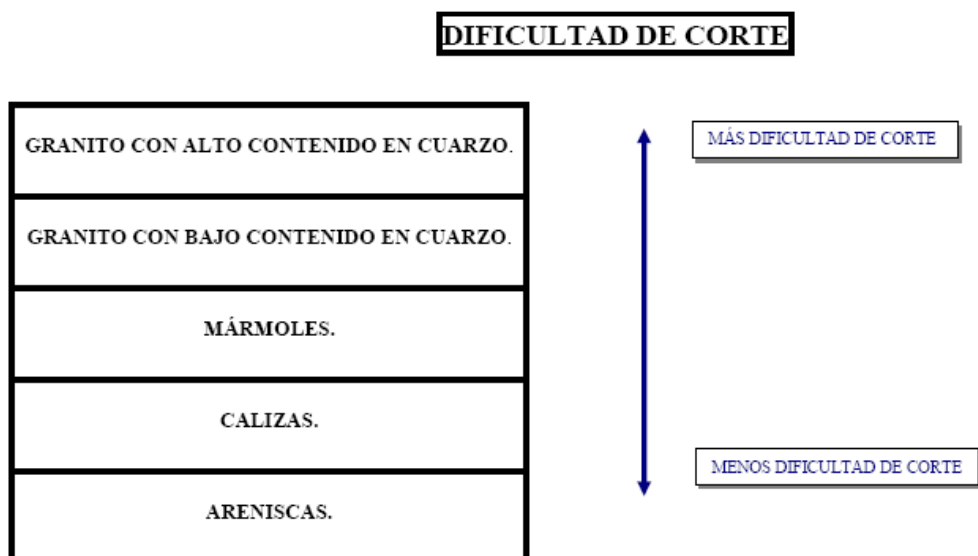 DIFICULTAD DE CORTE
GRANITO CON ALTO CONTENIDO EN CUARZO.
MÁS DIFICULTAD DE CORTE
GRANITO CON BAJO CONTENIDO EN CUARZO.
MÁRMOLES.
CALIZAS.
MENOS DIFICULTAD DE CORTE
ARENISCAS.